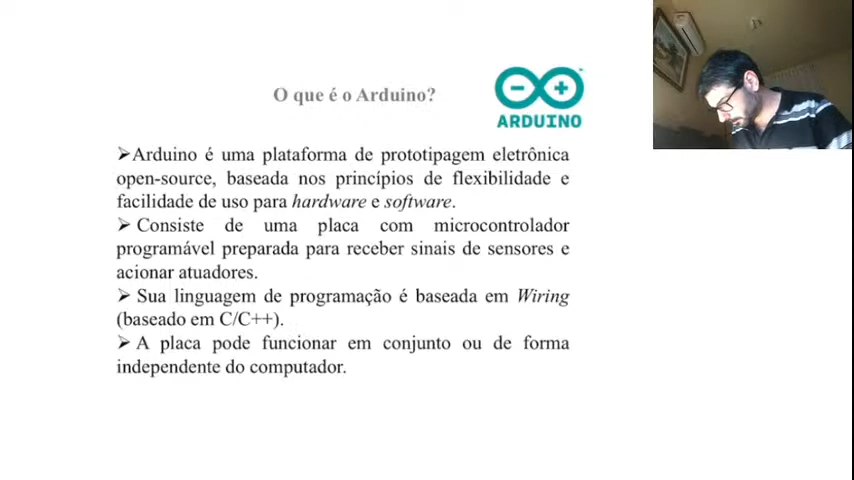 O que é o Arduino?
ARDUINO
➢Arduino é uma plataforma de prototipagem eletrônica
open-source, baseada nos princípios de flexibilidade e
facilidade de uso para hardware e software.
➢ Consiste de uma placa com microcontrolador
programável preparada para receber sinais de sensores e
acionar atuadores.
➢ Sua linguagem de programação é baseada em Wiring
(baseado em C/C++).
➢ A placa pode funcionar em conjunto ou de forma
independente do computador.